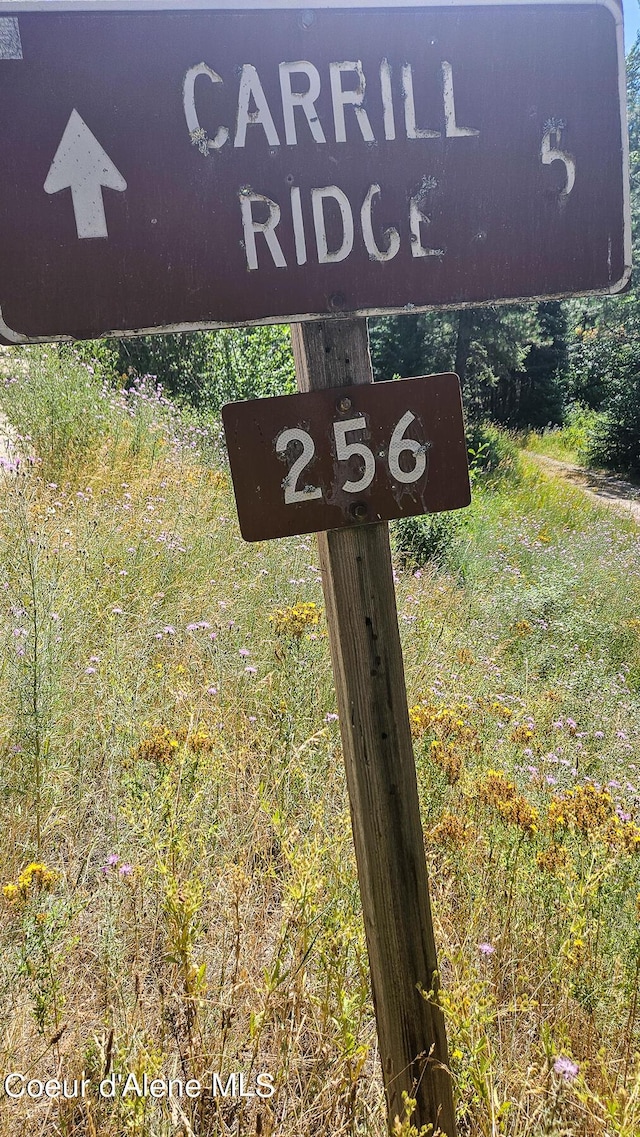 CARRILL 5
RIDGE
256
Coeur d'Alene MLS